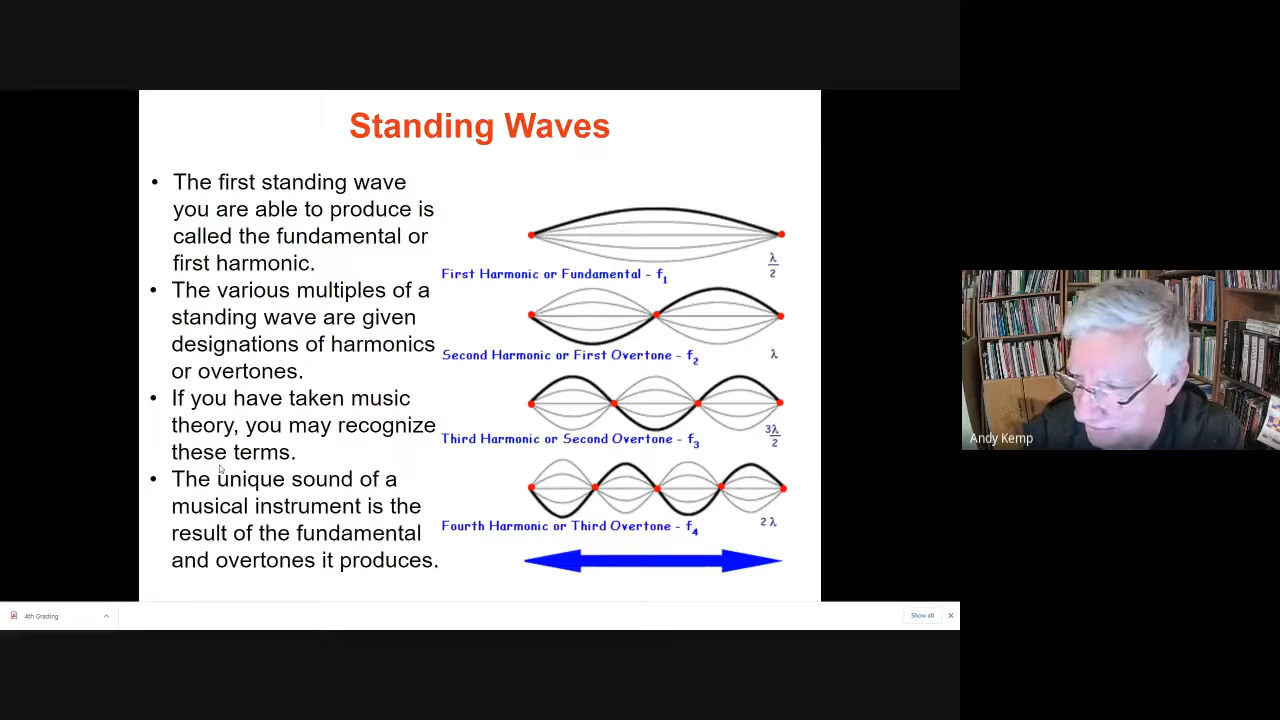 Standing Waves
• The first standing wave
you are able to produce is
called the fundamental or
first harmonic.
• The various multiples of a
standing wave are given
designations of harmonics
or overtones.
• If you have taken music
theory, you may recognize
these terms.
• The unique sound of a
musical instrument is the
result of the fundamental
and overtones it produces.
λ/2
First Harmonic or Fundamental - f₁
Second Harmonic or First Overtone - f₂ λ
3λ/2
Third Harmonic or Second Overtone - f₃
Fourth Harmonic or Third Overtone - f₄ 2λ
Andy Kemp
4th Grading
Show all